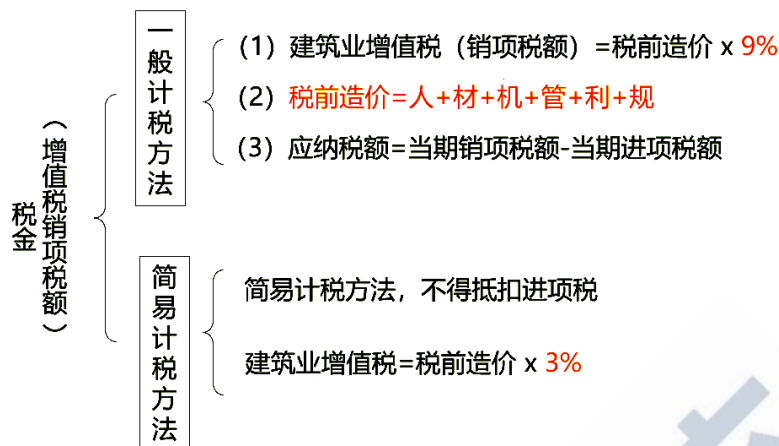 税金
（增值税销项税额）
一般计税方法
（1）建筑业增值税（销项税额）=税前造价 x 9%
（2）税前造价=人+材+机+管+利+规
（3）应纳税额=当期销项税额-当期进项税额
简易计税方法
简易计税方法，不得抵扣进项税
建筑业增值税=税前造价 x 3%